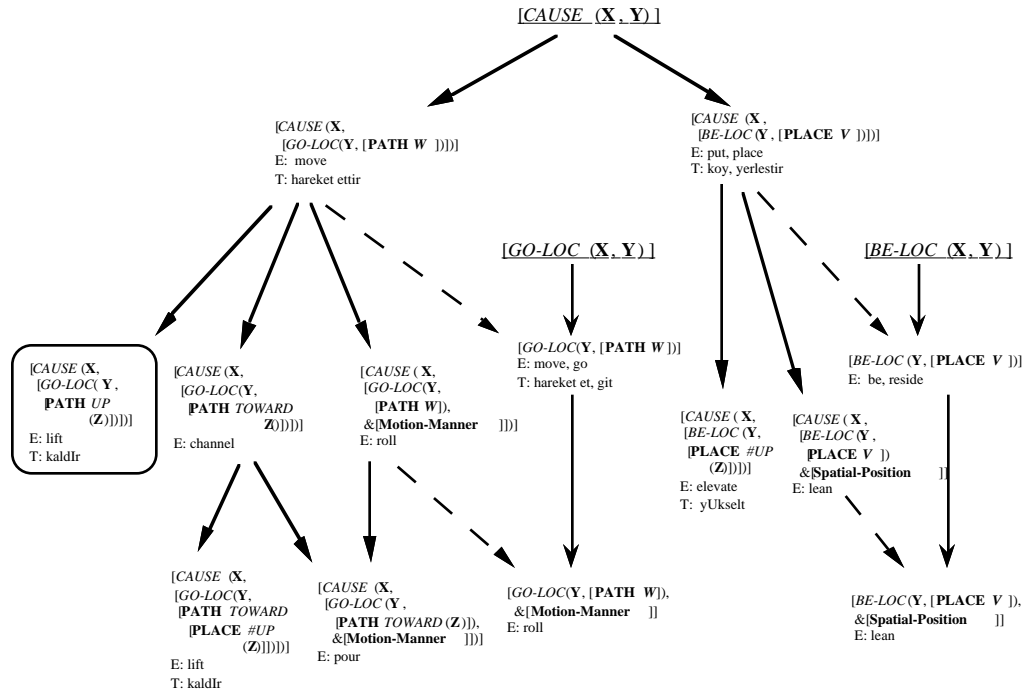 [CAUSE (X, Y) ]
[CAUSE (X,
[GO-LOC(Y, [PATH W ])])]
E: move
T: hareket ettir
[CAUSE (X,
[BE-LOC (Y, [PLACE V ])])]
E: put, place
T: koy, yerlestir
[GO-LOC (X, Y) ]
[BE-LOC (X, Y) ]
[CAUSE (X,
[GO-LOC( Y,
[PATH UP
(Z)])])]
E: lift
T: kaldIr
[CAUSE (X,
[GO-LOC(Y,
[PATH TOWARD
Z)])])]
E: channel
[CAUSE ( X,
[GO-LOC(Y,
[PATH W]),
&[Motion-Manner ]])]
E: roll
[GO-LOC(Y, [PATH W])]
E: move, go
T: hareket et, git
[CAUSE ( X,
[BE-LOC (Y,
[PLACE #UP
(Z)])])]
E: elevate
T: yUkselt
[CAUSE ( X,
[BE-LOC (Y,
[PLACE V ])
&[Spatial-Position ]]
E: lean
[BE-LOC (Y, [PLACE V ])]
E: be, reside
[CAUSE (X,
[GO-LOC(Y,
[PATH TOWARD
[PLACE #UP
(Z)]])])]
E: lift
T: kaldIr
[CAUSE (X,
[GO-LOC (Y,
[PATH TOWARD (Z)]),
&[Motion-Manner ]])]
E: pour
[GO-LOC(Y, [PATH W]),
&[Motion-Manner ]]
E: roll
[BE-LOC(Y, [PLACE V ]),
&[Spatial-Position ]]
E: lean